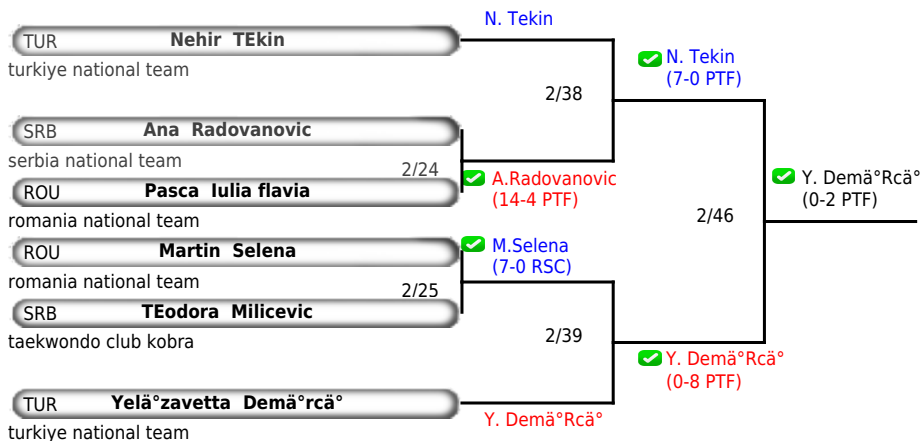 N. Tekin
TUR Nehir TEkin
turkiye national team
N. Tekin
(7-0 PTF)
2/38
SRB Ana Radovanovic
serbia national team
2/24
A.Radovanovic
(14-4 PTF)
ROU Pasca Iulia flavia
romania national team
Y. Demä°Rcä°
(0-2 PTF)
2/46
ROU Martin Selena
romania national team
M.Selena
(7-0 RSC)
2/25
SRB TEodora Milicevic
taekwondo club kobra
2/39
Y. Demä°Rcä°
(0-8 PTF)
TUR Yelä°zavetta Demä°rcä°
turkiye national team
Y. Demä°Rcä°